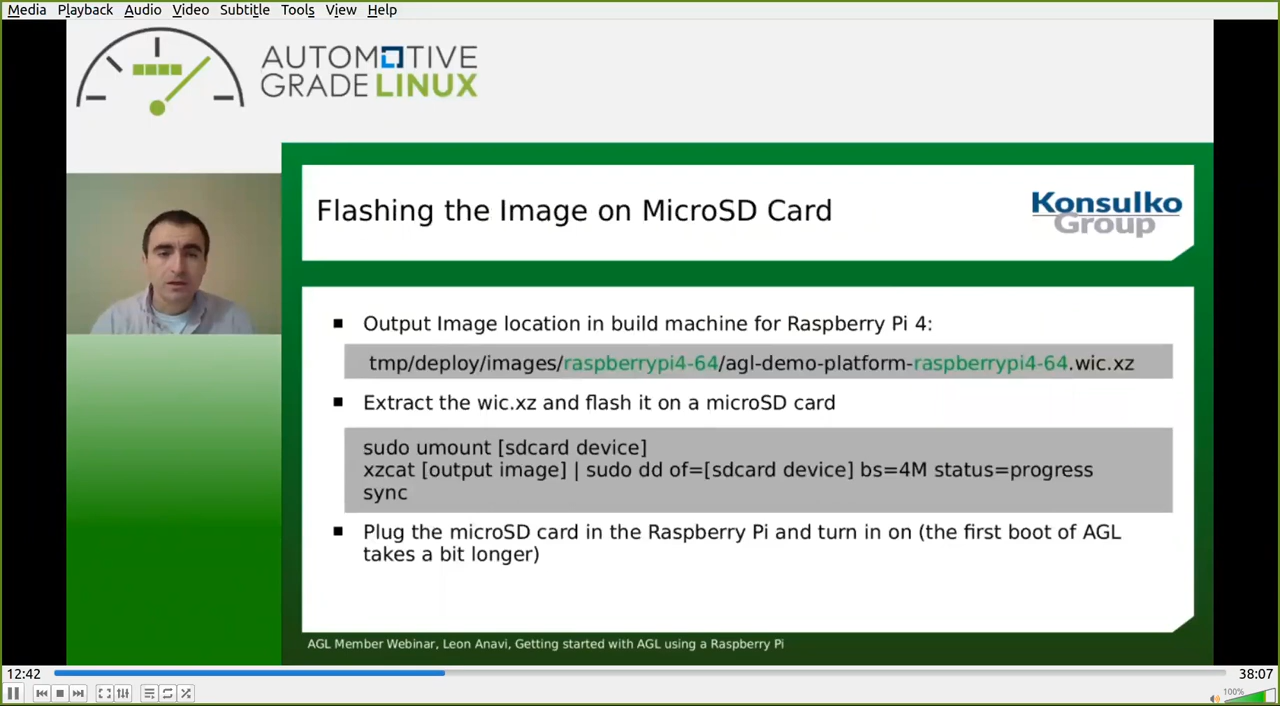 Media Playback Audio Video Subtitle Tools View Help
AUTOMOTIVE
GRADE LINUX
Flashing the Image on MicroSD Card
Konsulko
Group
■ Output Image location in build machine for Raspberry Pi 4:
tmp/deploy/images/raspberrypi4-64/agl-demo-platform-raspberrypi4-64.wic.xz
■ Extract the wic.xz and flash it on a microSD card
sudo umount [sdcard device]
xzcat [output image] | sudo dd of=[sdcard device] bs=4M status=progress
sync
■ Plug the microSD card in the Raspberry Pi and turn in on (the first boot of AGL
takes a bit longer)
AGL Member Webinar, Leon Anavi, Getting started with AGL using a Raspberry Pi
12:42 38:07
100%